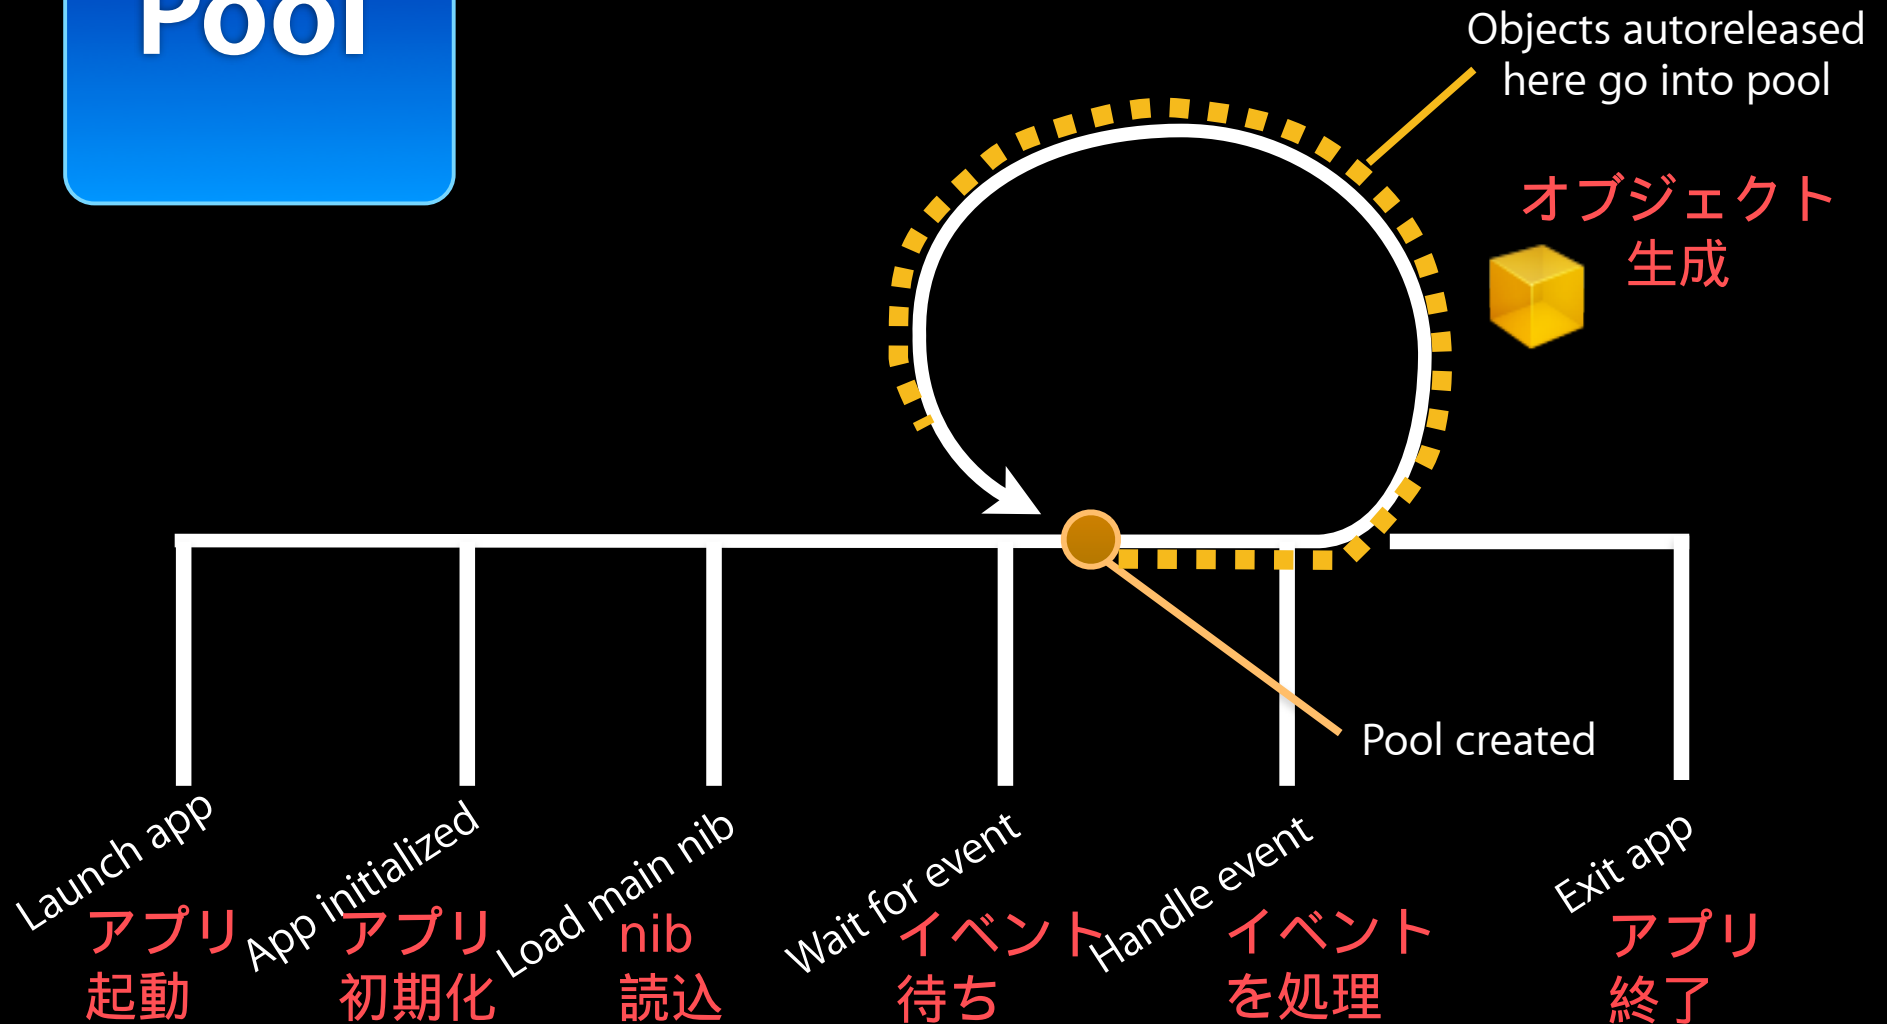 Pool
Objects autoreleased
here go into pool
オブジェクト
生成
Pool created
Launch app
App initialized
Load main nib
Wait for event
Handle event
Exit app
アプリ
起動
アプリ
初期化
nib
読込
イベント
待ち
イベント
を処理
アプリ
終了